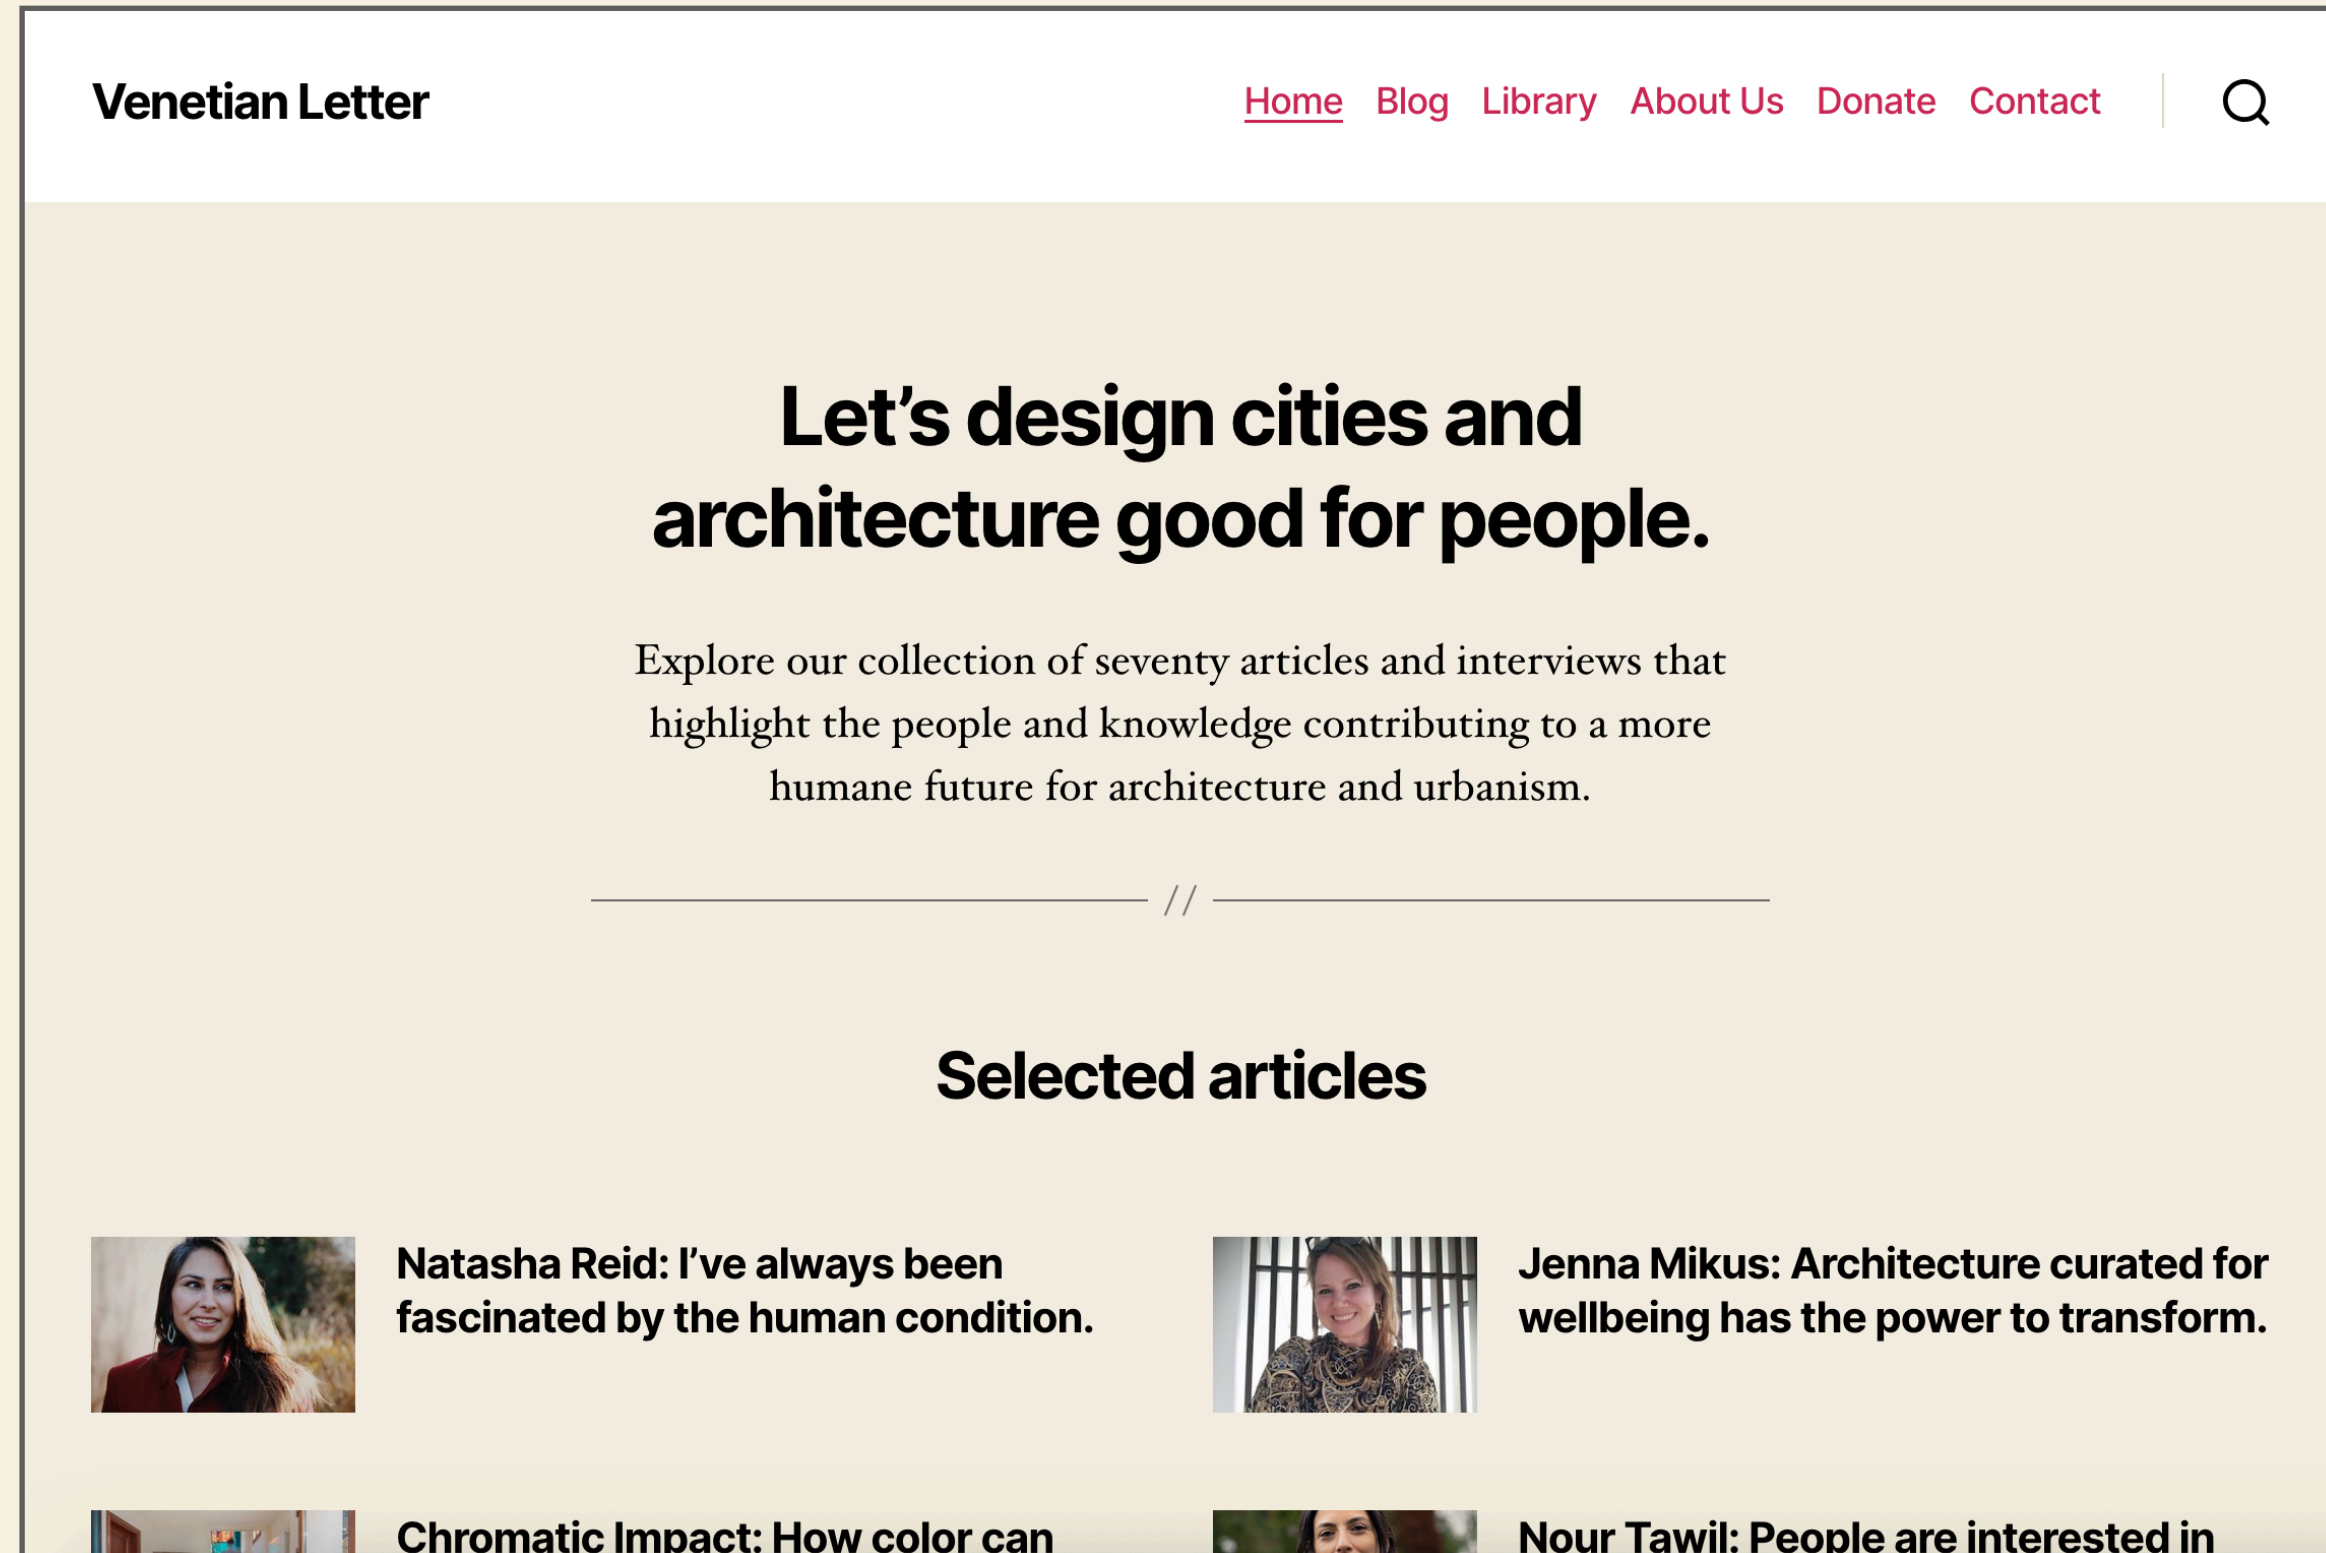 Venetian Letter
Home Blog Library About Us Donate Contact
Let’s design cities and
architecture good for people.
Explore our collection of seventy articles and interviews that
highlight the people and knowledge contributing to a more
humane future for architecture and urbanism.
//
Selected articles
Natasha Reid: I’ve always been
fascinated by the human condition.
Jenna Mikus: Architecture curated for
wellbeing has the power to transform.
Chromatic Impact: How color can
Nour Tawil: People are interested in